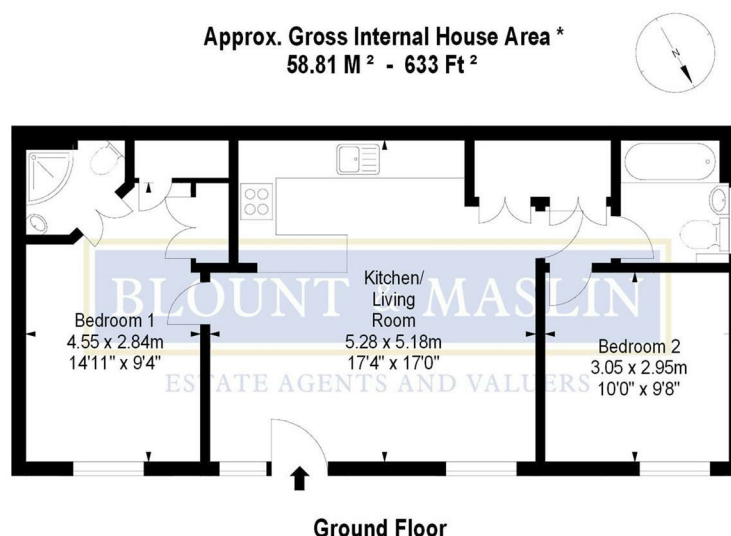 Approx. Gross Internal House Area *
58.81 M ² - 633 Ft ²
N
BLOUNT & MASLIN
ESTATE AGENTS AND VALUERS
Bedroom 1
4.55 x 2.84m
14'11" x 9'4"
Kitchen/
Living
Room
5.28 x 5.18m
17'4" x 17'0"
Bedroom 2
3.05 x 2.95m
10'0" x 9'8"
Ground Floor